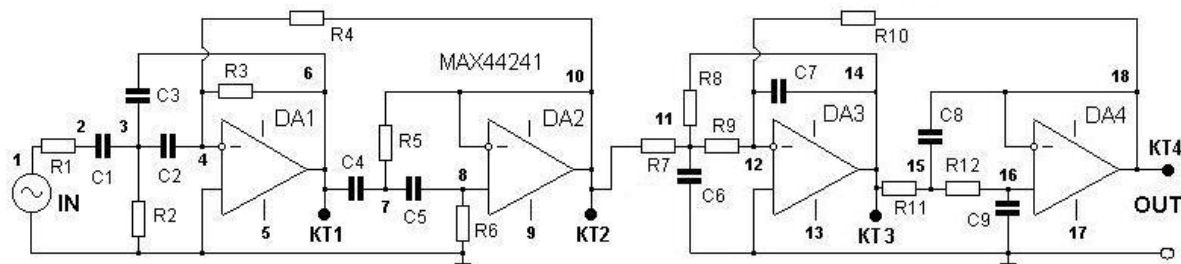 R4
R10
6
MAX44241
10
14
18
R3
C7
R8
C3
DA1
DA2
DA3
C8
DA4
2
3
R5
11
R9
1
R1
C4
R7
12
15
R12
16
KT4
C1
C2
4
8
C6
IN
R2
7
C5
R6
R11
C9
OUT
5
KT1
9
KT2
13
KT3
17